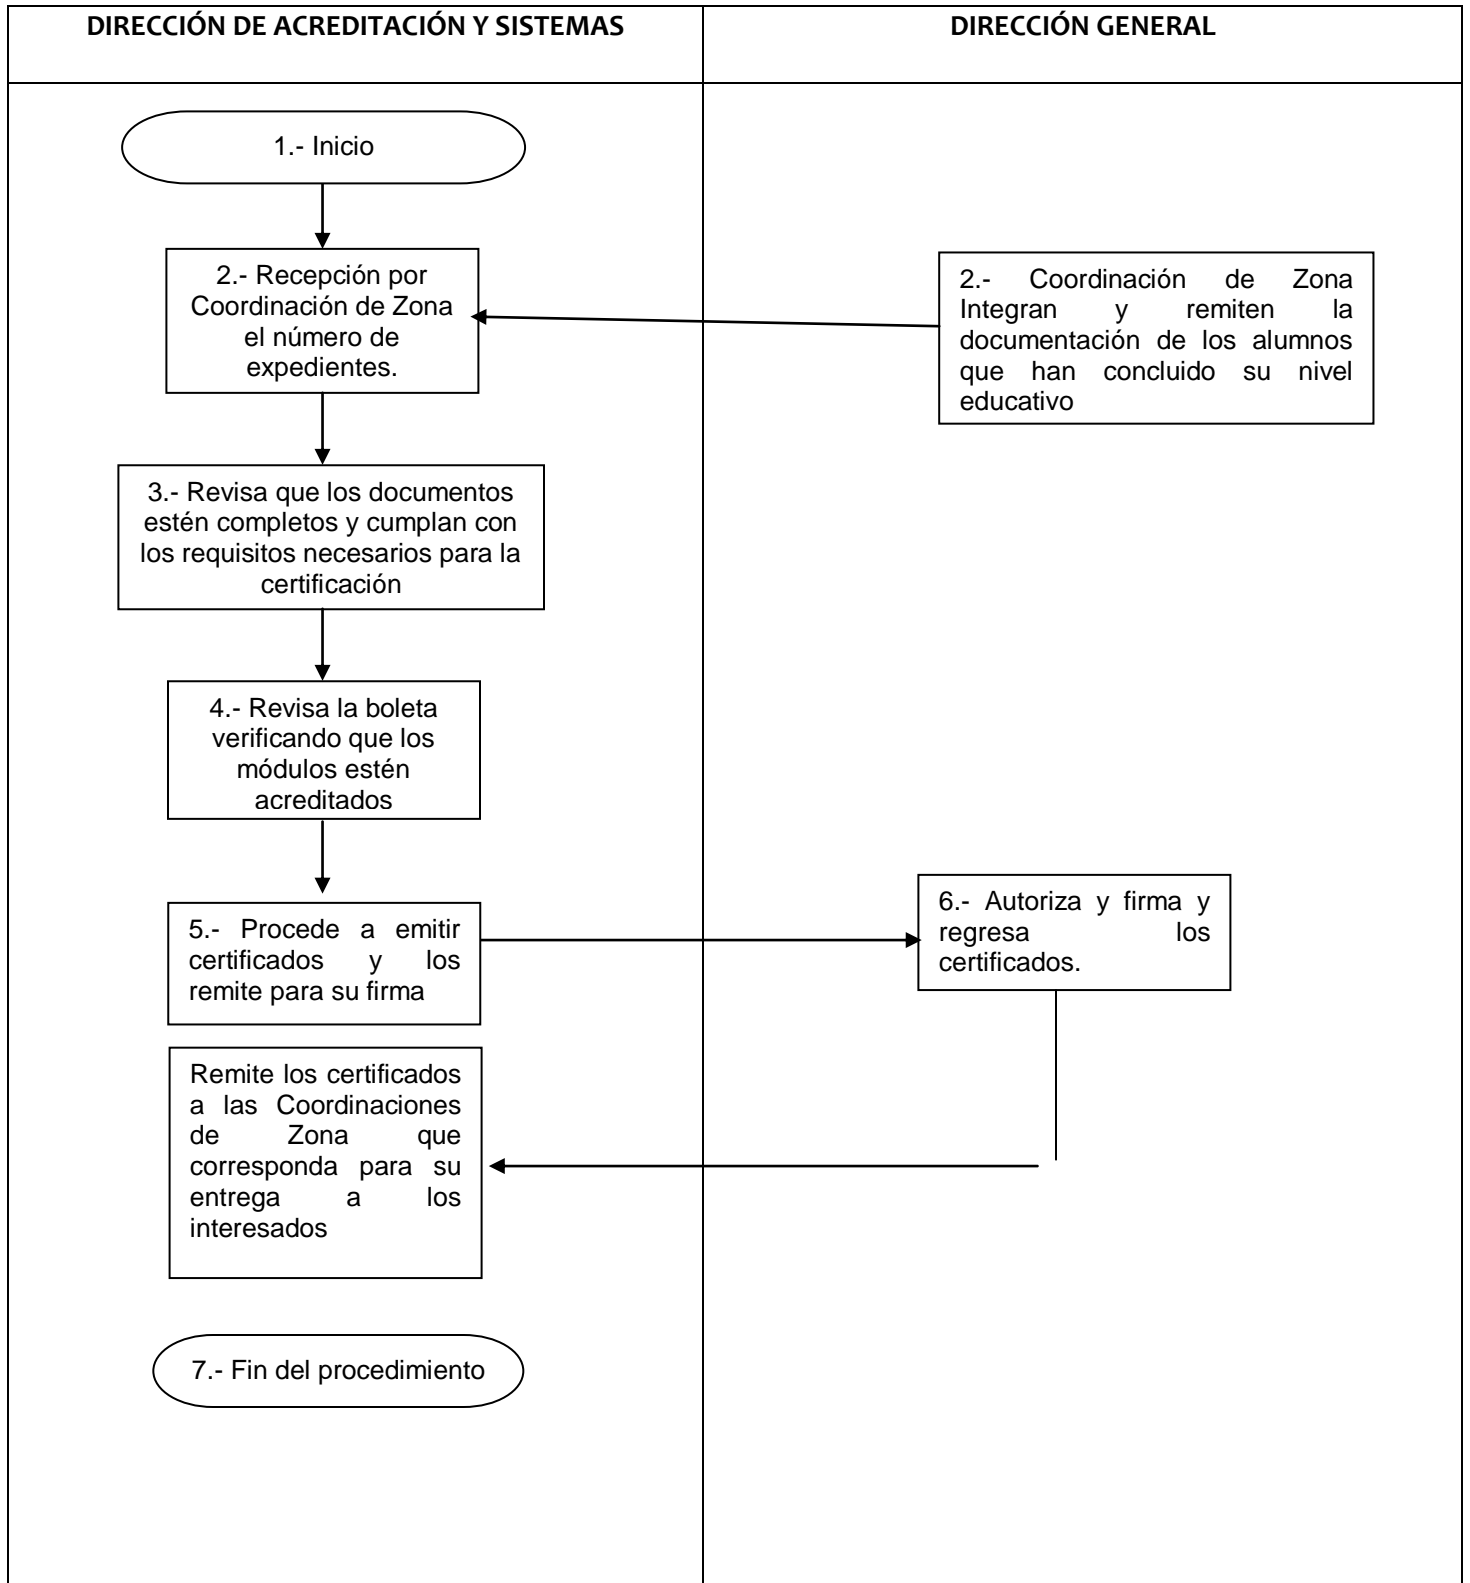 DIRECCIÓN DE ACREDITACIÓN Y SISTEMAS
DIRECCIÓN GENERAL
1.- Inicio
2.- Recepción por
Coordinación de Zona
el número de
expedientes.
2.- Coordinación de Zona
Integran y remiten la
documentación de los alumnos
que han concluido su nivel
educativo
3.- Revisa que los documentos
estén completos y cumplan con
los requisitos necesarios para la
certificación
4.- Revisa la boleta
verificando que los
módulos estén
acreditados
5.- Procede a emitir
certificados y los
remite para su firma
6.- Autoriza y firma y
regresa los
certificados.
Remite los certificados
a las Coordinaciones
de Zona que
corresponda para su
entrega a los
interesados
7.- Fin del procedimiento